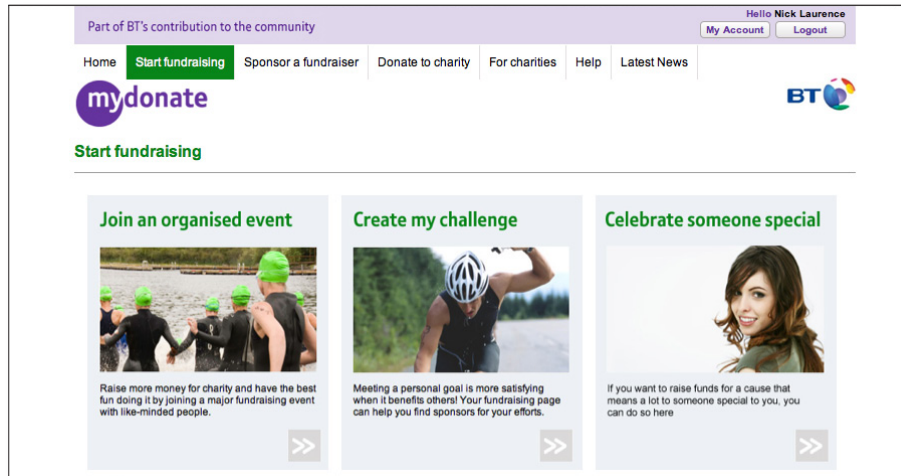 Part of BT's contribution to the community
Hello Nick Laurence
My Account Logout
Home Start fundraising Sponsor a fundraiser Donate to charity For charities Help Latest News
mydonate
BT
Start fundraising
Join an organised event
Raise more money for charity and have the best
fun doing it by joining a major fundraising event
with like-minded people.
Create my challenge
Meeting a personal goal is more satisfying
when it benefits others! Your fundraising page
can help you find sponsors for your efforts.
Celebrate someone special
If you want to raise funds for a cause that
means a lot to someone special to you, you
can do so here